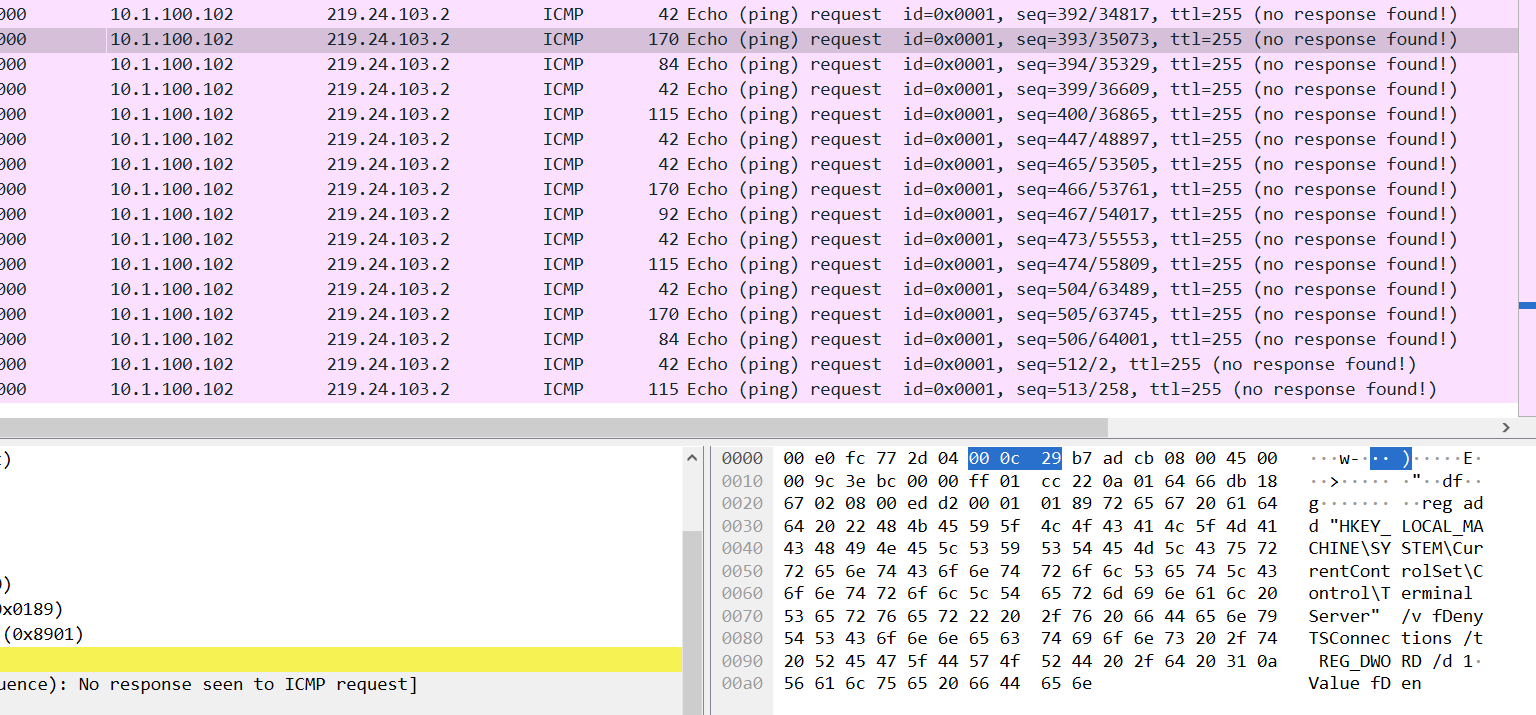 000 10.1.100.102 219.24.103.2 ICMP 42 Echo (ping) request id=0x0001, seq=392/34817, ttl=255 (no response found!)
000 10.1.100.102 219.24.103.2 ICMP 170 Echo (ping) request id=0x0001, seq=393/35073, ttl=255 (no response found!)
000 10.1.100.102 219.24.103.2 ICMP 84 Echo (ping) request id=0x0001, seq=394/35329, ttl=255 (no response found!)
000 10.1.100.102 219.24.103.2 ICMP 42 Echo (ping) request id=0x0001, seq=399/36609, ttl=255 (no response found!)
000 10.1.100.102 219.24.103.2 ICMP 115 Echo (ping) request id=0x0001, seq=400/36865, ttl=255 (no response found!)
000 10.1.100.102 219.24.103.2 ICMP 42 Echo (ping) request id=0x0001, seq=447/48897, ttl=255 (no response found!)
000 10.1.100.102 219.24.103.2 ICMP 42 Echo (ping) request id=0x0001, seq=465/53505, ttl=255 (no response found!)
000 10.1.100.102 219.24.103.2 ICMP 170 Echo (ping) request id=0x0001, seq=466/53761, ttl=255 (no response found!)
000 10.1.100.102 219.24.103.2 ICMP 92 Echo (ping) request id=0x0001, seq=467/54017, ttl=255 (no response found!)
000 10.1.100.102 219.24.103.2 ICMP 42 Echo (ping) request id=0x0001, seq=473/55553, ttl=255 (no response found!)
000 10.1.100.102 219.24.103.2 ICMP 115 Echo (ping) request id=0x0001, seq=474/55809, ttl=255 (no response found!)
000 10.1.100.102 219.24.103.2 ICMP 42 Echo (ping) request id=0x0001, seq=504/63489, ttl=255 (no response found!)
000 10.1.100.102 219.24.103.2 ICMP 170 Echo (ping) request id=0x0001, seq=505/63745, ttl=255 (no response found!)
000 10.1.100.102 219.24.103.2 ICMP 84 Echo (ping) request id=0x0001, seq=506/64001, ttl=255 (no response found!)
000 10.1.100.102 219.24.103.2 ICMP 42 Echo (ping) request id=0x0001, seq=512/2, ttl=255 (no response found!)
000 10.1.100.102 219.24.103.2 ICMP 115 Echo (ping) request id=0x0001, seq=513/258, ttl=255 (no response found!)
)
)
0x0189)
(0x8901)
uence): No response seen to ICMP request]
0000 00 e0 fc 77 2d 04 00 0c 29 b7 ad cb 08 00 45 00 ···w-··· )·····E·
0010 00 9c 3e bc 00 00 ff 01 cc 22 0a 01 64 66 db 18 ··>····· ·"··df··
0020 67 02 08 00 ed d2 00 01 01 89 72 65 67 20 61 64 g······· ··reg ad
0030 64 20 22 48 4b 45 59 5f 4c 4f 43 41 4c 5f 4d 41 d "HKEY_ LOCAL_MA
0040 43 48 49 4e 45 5c 53 59 53 54 45 4d 5c 43 75 72 CHINE\SY STEM\Cur
0050 72 65 6e 74 43 6f 6e 74 72 6f 6c 53 65 74 5c 43 rentCont rolSet\C
0060 6f 6e 74 72 6f 6c 5c 54 65 72 6d 69 6e 61 6c 20 ontrol\T erminal
0070 53 65 72 76 65 72 22 20 2f 76 20 66 44 65 6e 79 Server" /v fDeny
0080 54 53 43 6f 6e 6e 65 63 74 69 6f 6e 73 20 2f 74 TSConnec tions /t
0090 20 52 45 47 5f 44 57 4f 52 44 20 2f 64 20 31 0a REG_DWO RD /d 1·
00a0 56 61 6c 75 65 20 66 44 65 6e Value fD en